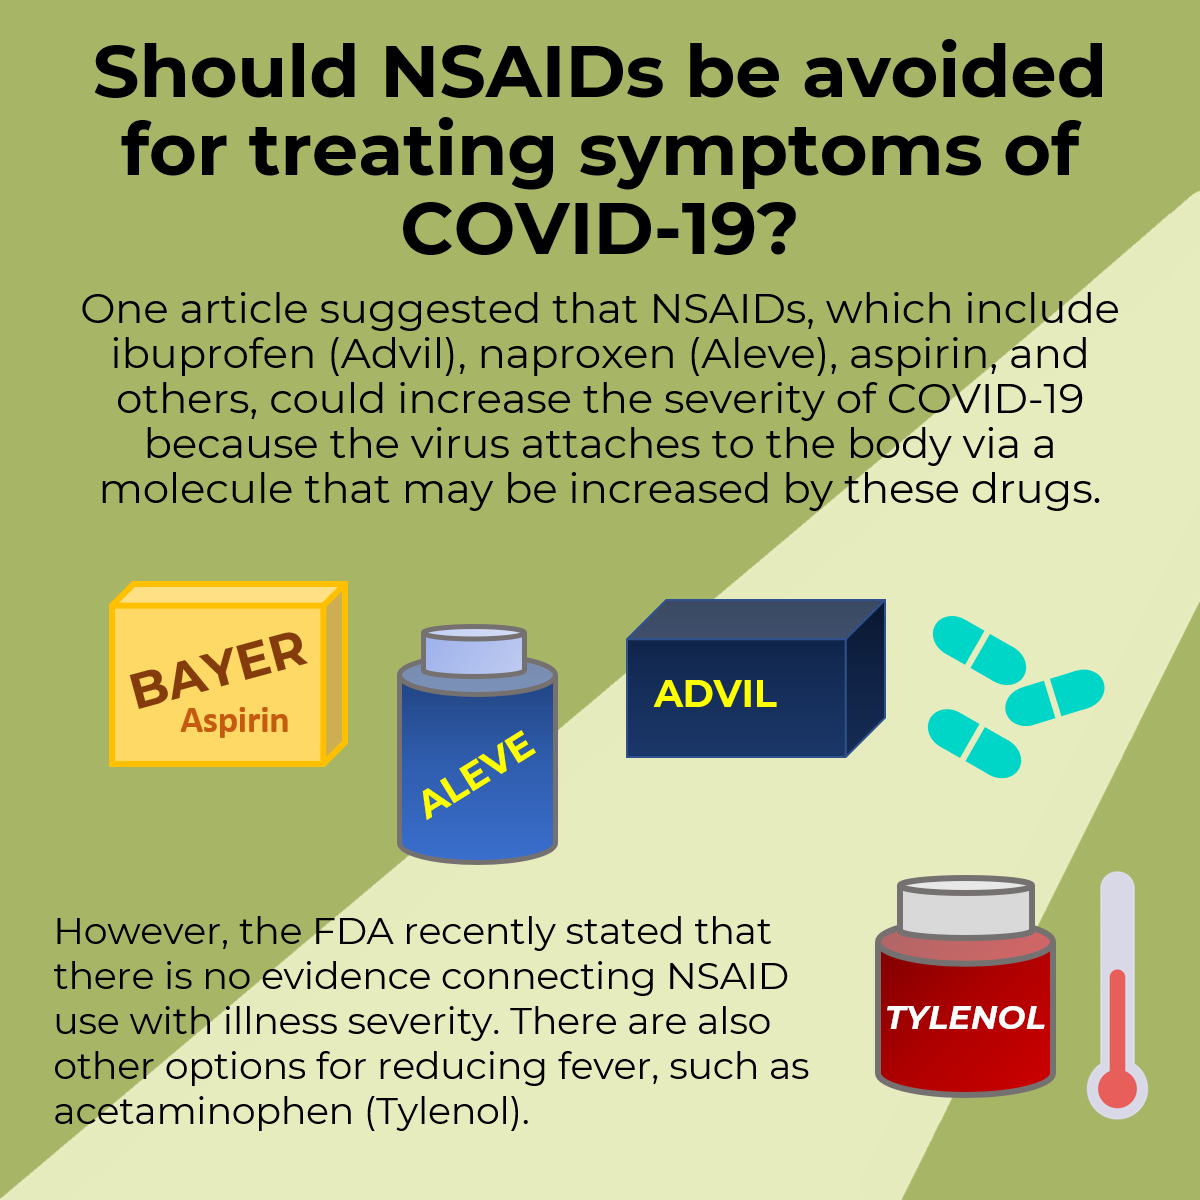 Should NSAIDs be avoided
for treating symptoms of
COVID-19?
One article suggested that NSAIDs, which include
ibuprofen (Advil), naproxen (Aleve), aspirin, and
others, could increase the severity of COVID-19
because the virus attaches to the body via a
molecule that may be increased by these drugs.
BAYER
Aspirin
ALEVE
ADVIL
However, the FDA recently stated that
there is no evidence connecting NSAID
use with illness severity. There are also
other options for reducing fever, such as
acetaminophen (Tylenol).
TYLENOL